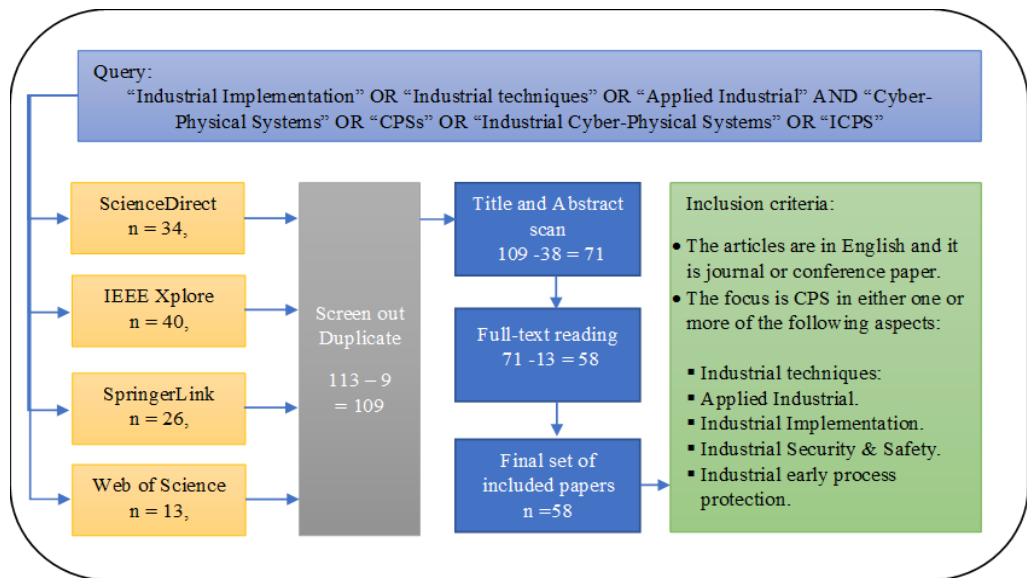 Query:
“Industrial Implementation” OR “Industrial techniques” OR “Applied Industrial” AND “Cyber-
Physical Systems” OR “CPSs” OR “Industrial Cyber-Physical Systems” OR “ICPS”
ScienceDirect
n = 34,
IEEE Xplore
n = 40,
SpringerLink
n = 26,
Web of Science
n = 13,
Screen out
Duplicate
113 – 9
= 109
Title and Abstract
scan
109 -38 = 71
Full-text reading
71 -13 = 58
Final set of
included papers
n =58
Inclusion criteria:
• The articles are in English and it
is journal or conference paper.
• The focus is CPS in either one or
more of the following aspects:
▪ Industrial techniques:
▪ Applied Industrial.
▪ Industrial Implementation.
▪ Industrial Security & Safety.
▪ Industrial early process
protection.